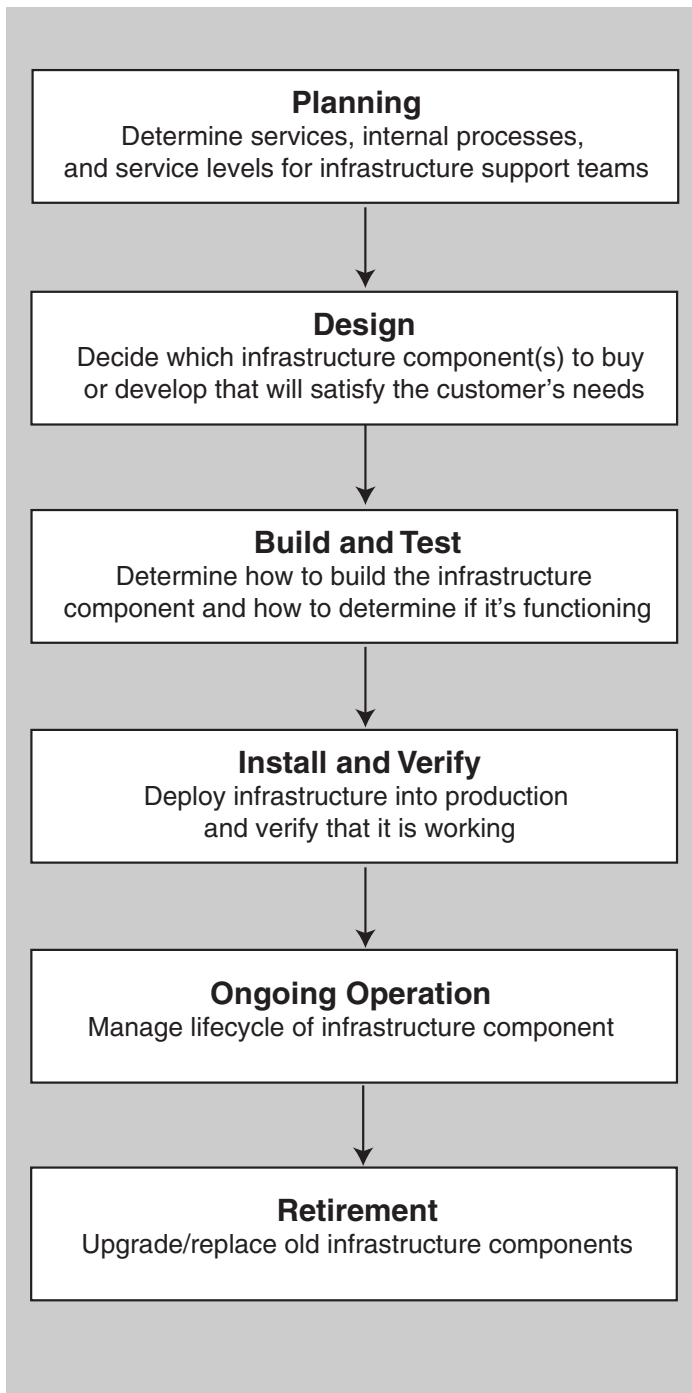 Planning
Determine services, internal processes,
and service levels for infrastructure support teams
Design
Decide which infrastructure component(s) to buy
or develop that will satisfy the customer’s needs
Build and Test
Determine how to build the infrastructure
component and how to determine if it’s functioning
Install and Verify
Deploy infrastructure into production
and verify that it is working
Ongoing Operation
Manage lifecycle of infrastructure component
Retirement
Upgrade/replace old infrastructure components